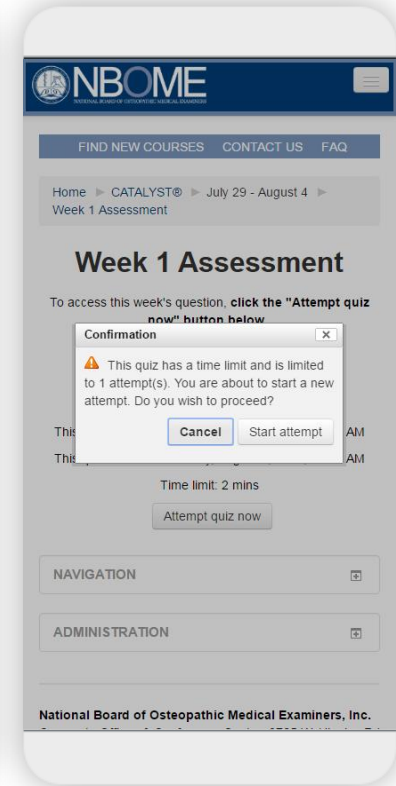 NBOME
NATIONAL BOARD OF OSTEOPATHIC MEDICAL EXAMINERS
FIND NEW COURSES CONTACT US FAQ
Home ► CATALYST® ► July 29 - August 4 ►
Week 1 Assessment
Week 1 Assessment
To access this week's question, click the "Attempt quiz
now" button below
Confirmation x
This quiz has a time limit and is limited
to 1 attempt(s). You are about to start a new
attempt. Do you wish to proceed?
Cancel Start attempt
AM
AM
Time limit: 2 mins
Attempt quiz now
NAVIGATION
ADMINISTRATION
National Board of Osteopathic Medical Examiners, Inc.